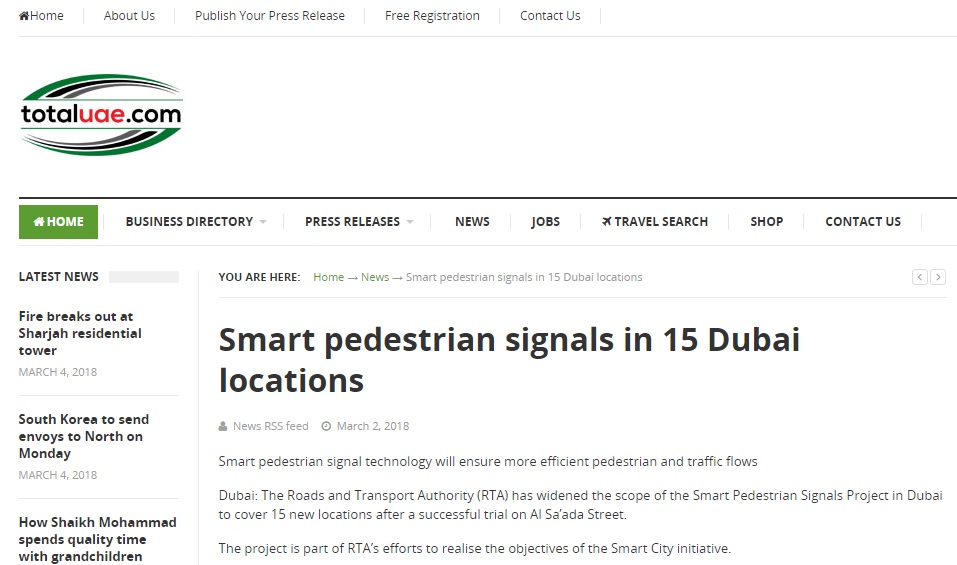 Home About Us Publish Your Press Release Free Registration Contact Us
totaluae.com
HOME BUSINESS DIRECTORY PRESS RELEASES NEWS JOBS TRAVEL SEARCH SHOP CONTACT US
LATEST NEWS
Fire breaks out at
Sharjah residential
tower
MARCH 4, 2018
South Korea to send
envoys to North on
Monday
MARCH 4, 2018
How Shaikh Mohammad
spends quality time
with grandchildren
YOU ARE HERE: Home → News → Smart pedestrian signals in 15 Dubai locations
Smart pedestrian signals in 15 Dubai
locations
News RSS feed March 2, 2018
Smart pedestrian signal technology will ensure more efficient pedestrian and traffic flows
Dubai: The Roads and Transport Authority (RTA) has widened the scope of the Smart Pedestrian Signals Project in Dubai
to cover 15 new locations after a successful trial on Al Sa’ada Street.
The project is part of RTA’s efforts to realise the objectives of the Smart City initiative.